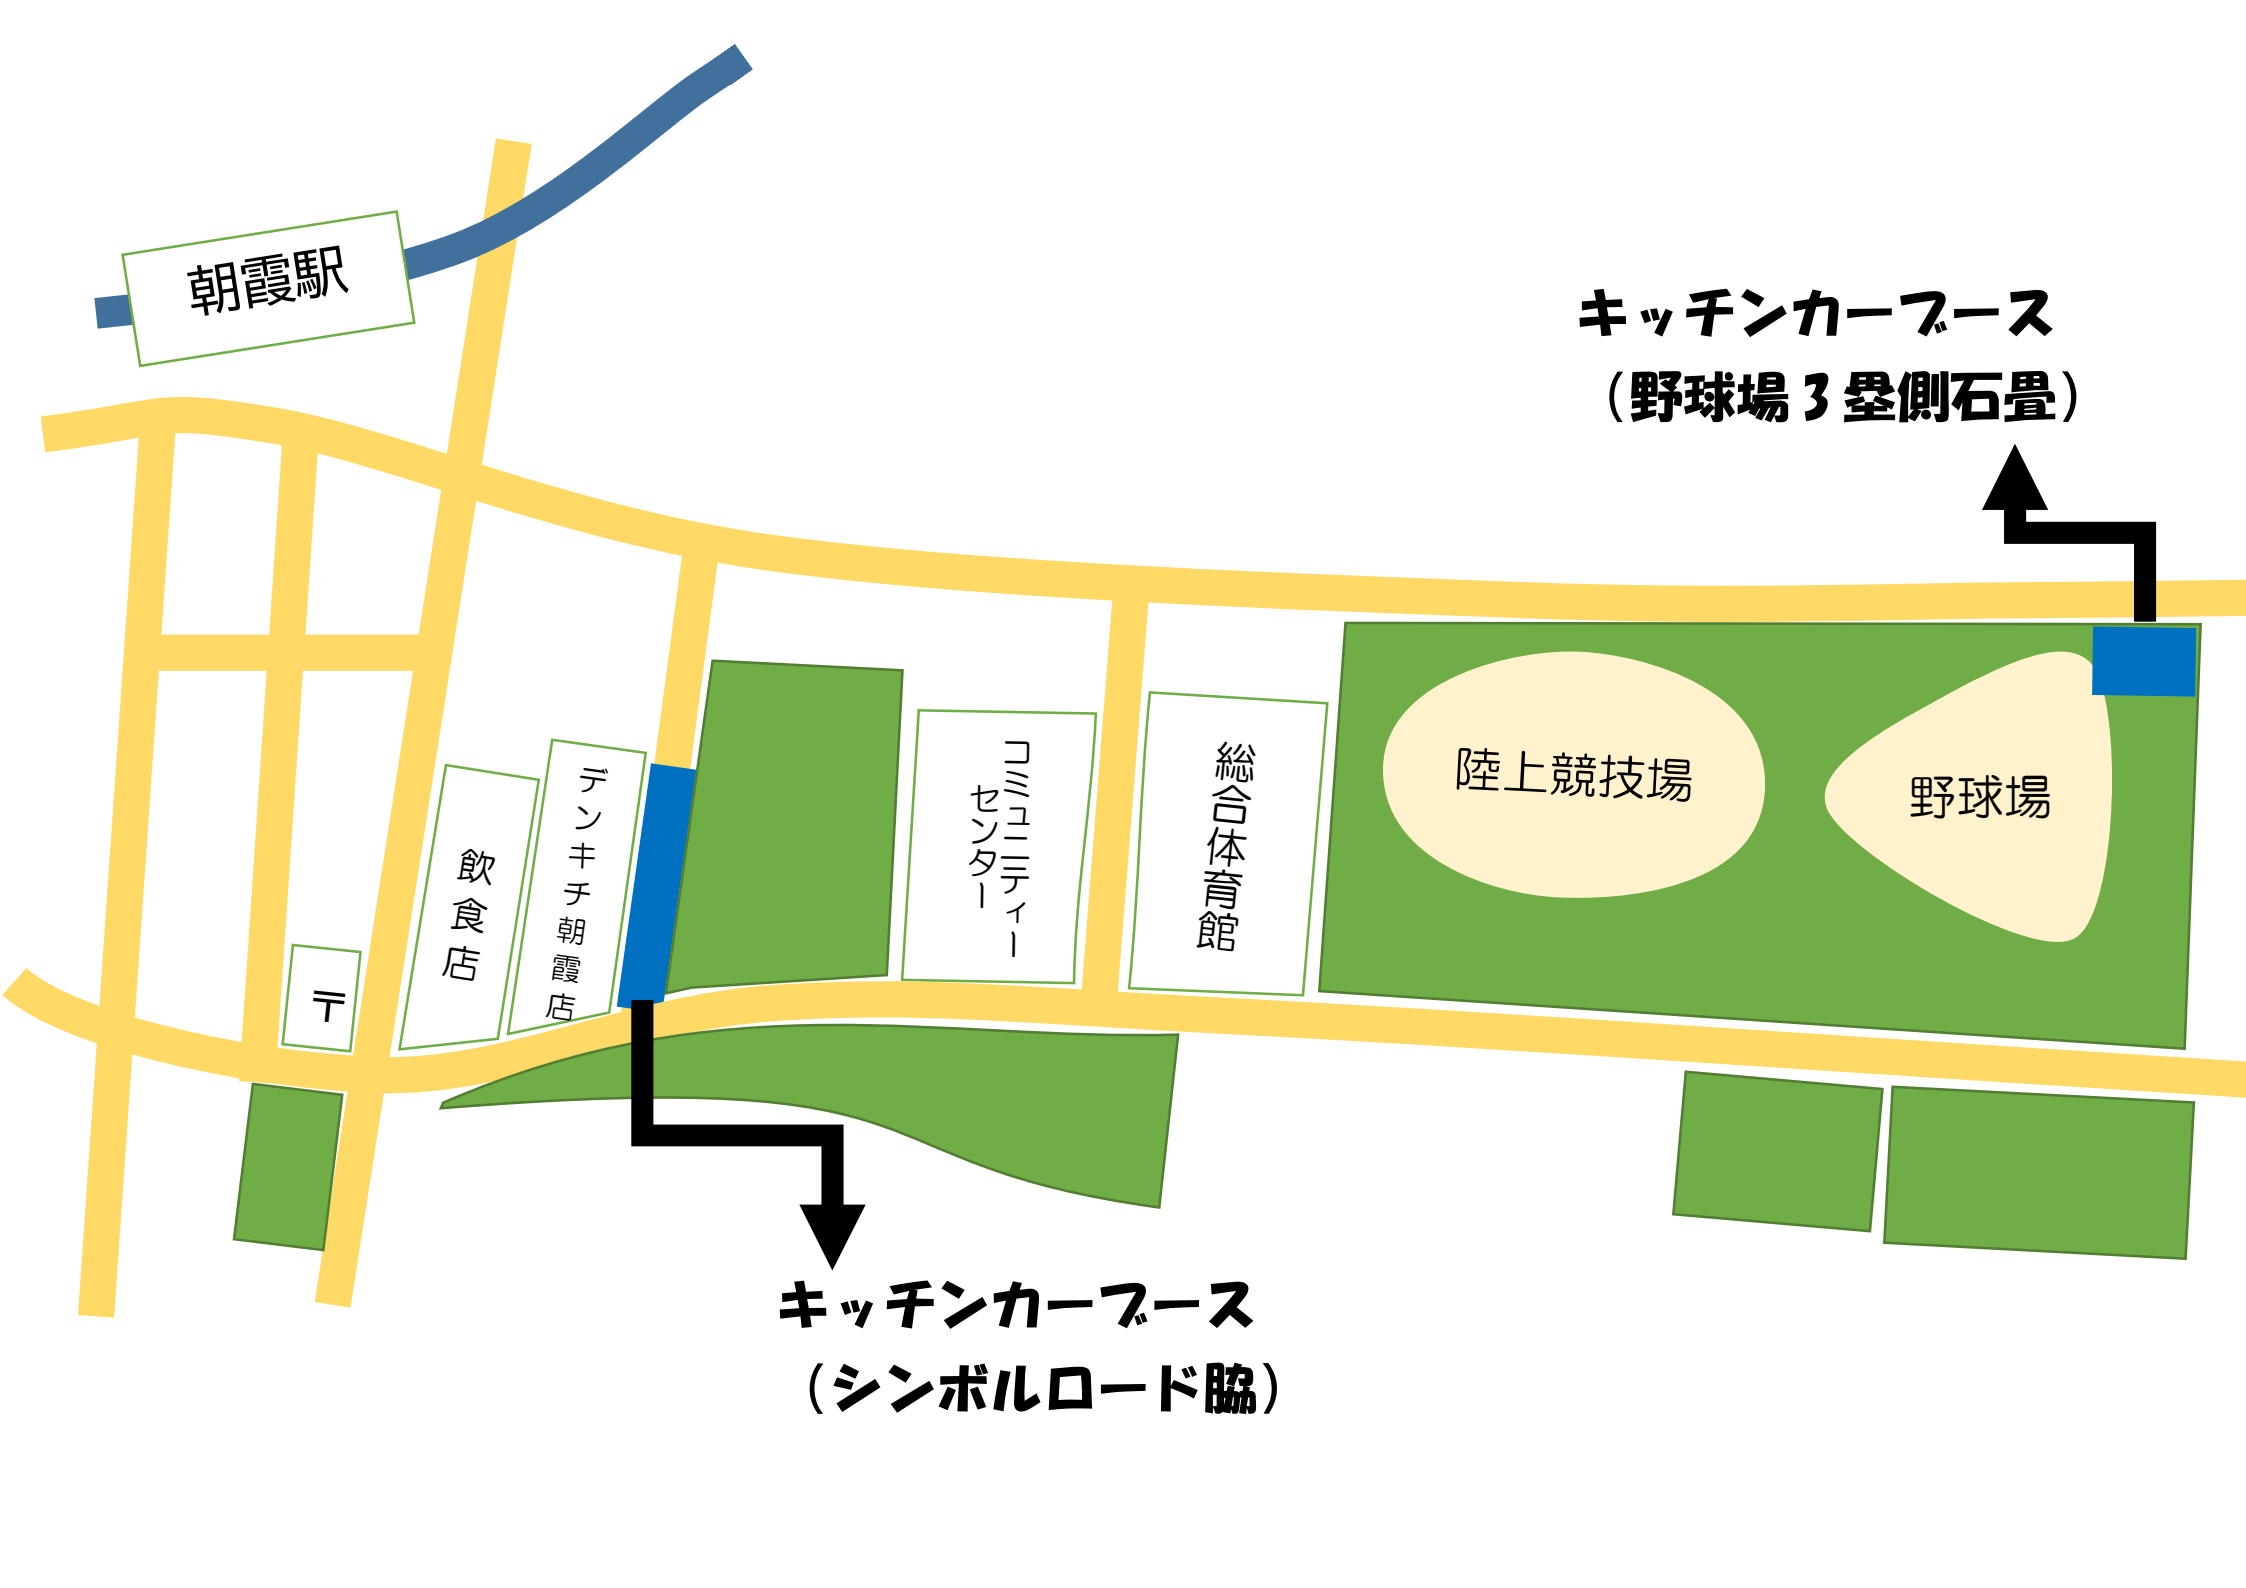 朝霞駅
キッチンカーブース
（野球場３塁側石畳）
デンキチ朝霞店
飲食店
〒
コミュニティー
センター
総合体育館
陸上競技場
野球場
キッチンカーブース
（シンボルロード脇）